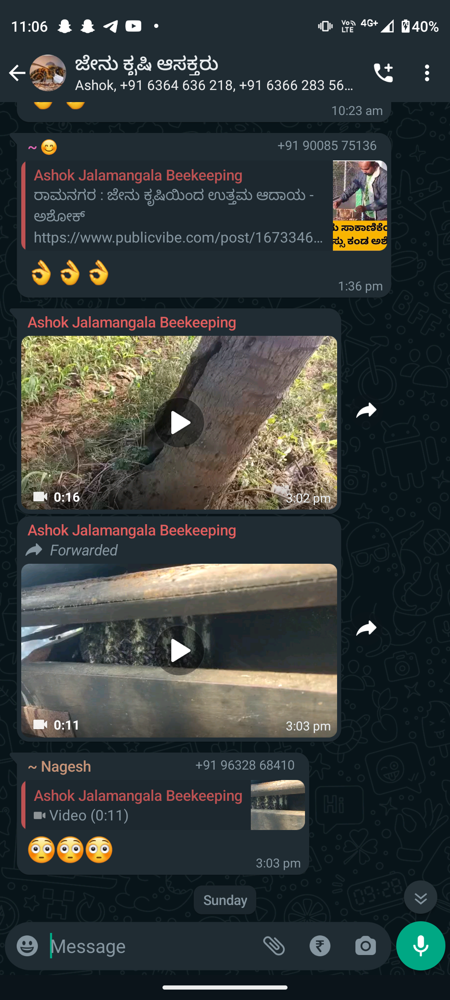 11:06
Vo LTE 4G+ 40%
ಜೇನು ಕೃಷಿ ಆಸಕ್ತರು
Ashok, +91 6364 636 218, +91 6366 283 56...
10:23 am
~ 😊 +91 90085 75136
Ashok Jalamangala Beekeeping
ರಾಮನಗರ : ಜೇನು ಕೃಷಿಯಿಂದ ಉತ್ತಮ ಆದಾಯ -
ಅಶೋಕ್
https://www.publicvibe.com/post/1673346...
ಸಾಕಾಣಿಕೆ
ಕಂಡ
👌👌👌
1:36 pm
Ashok Jalamangala Beekeeping
0:16 3:02 pm
Ashok Jalamangala Beekeeping
Forwarded
0:11 3:03 pm
~ Nagesh +91 96328 68410
Ashok Jalamangala Beekeeping
Video (0:11)
😳😳😳
3:03 pm
Sunday
Message